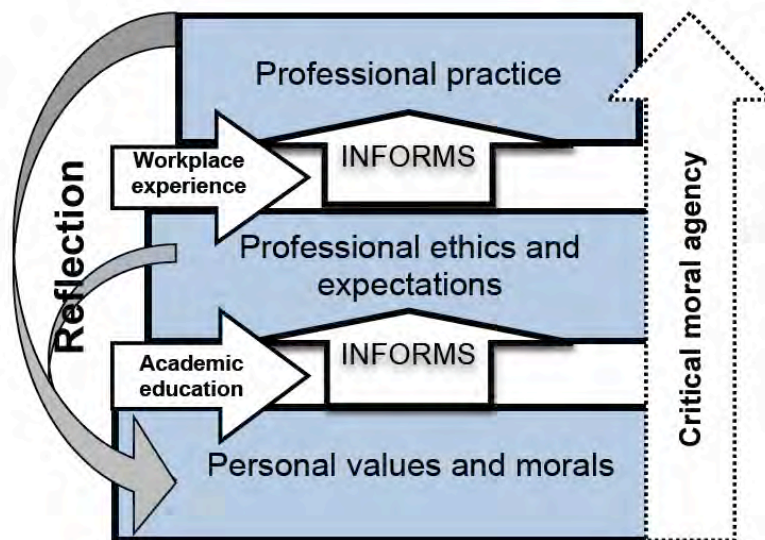 Professional practice
Workplace
experience
INFORMS
Reflection
Professional ethics and
expectations
Academic
education
INFORMS
Critical moral agency
Personal values and morals